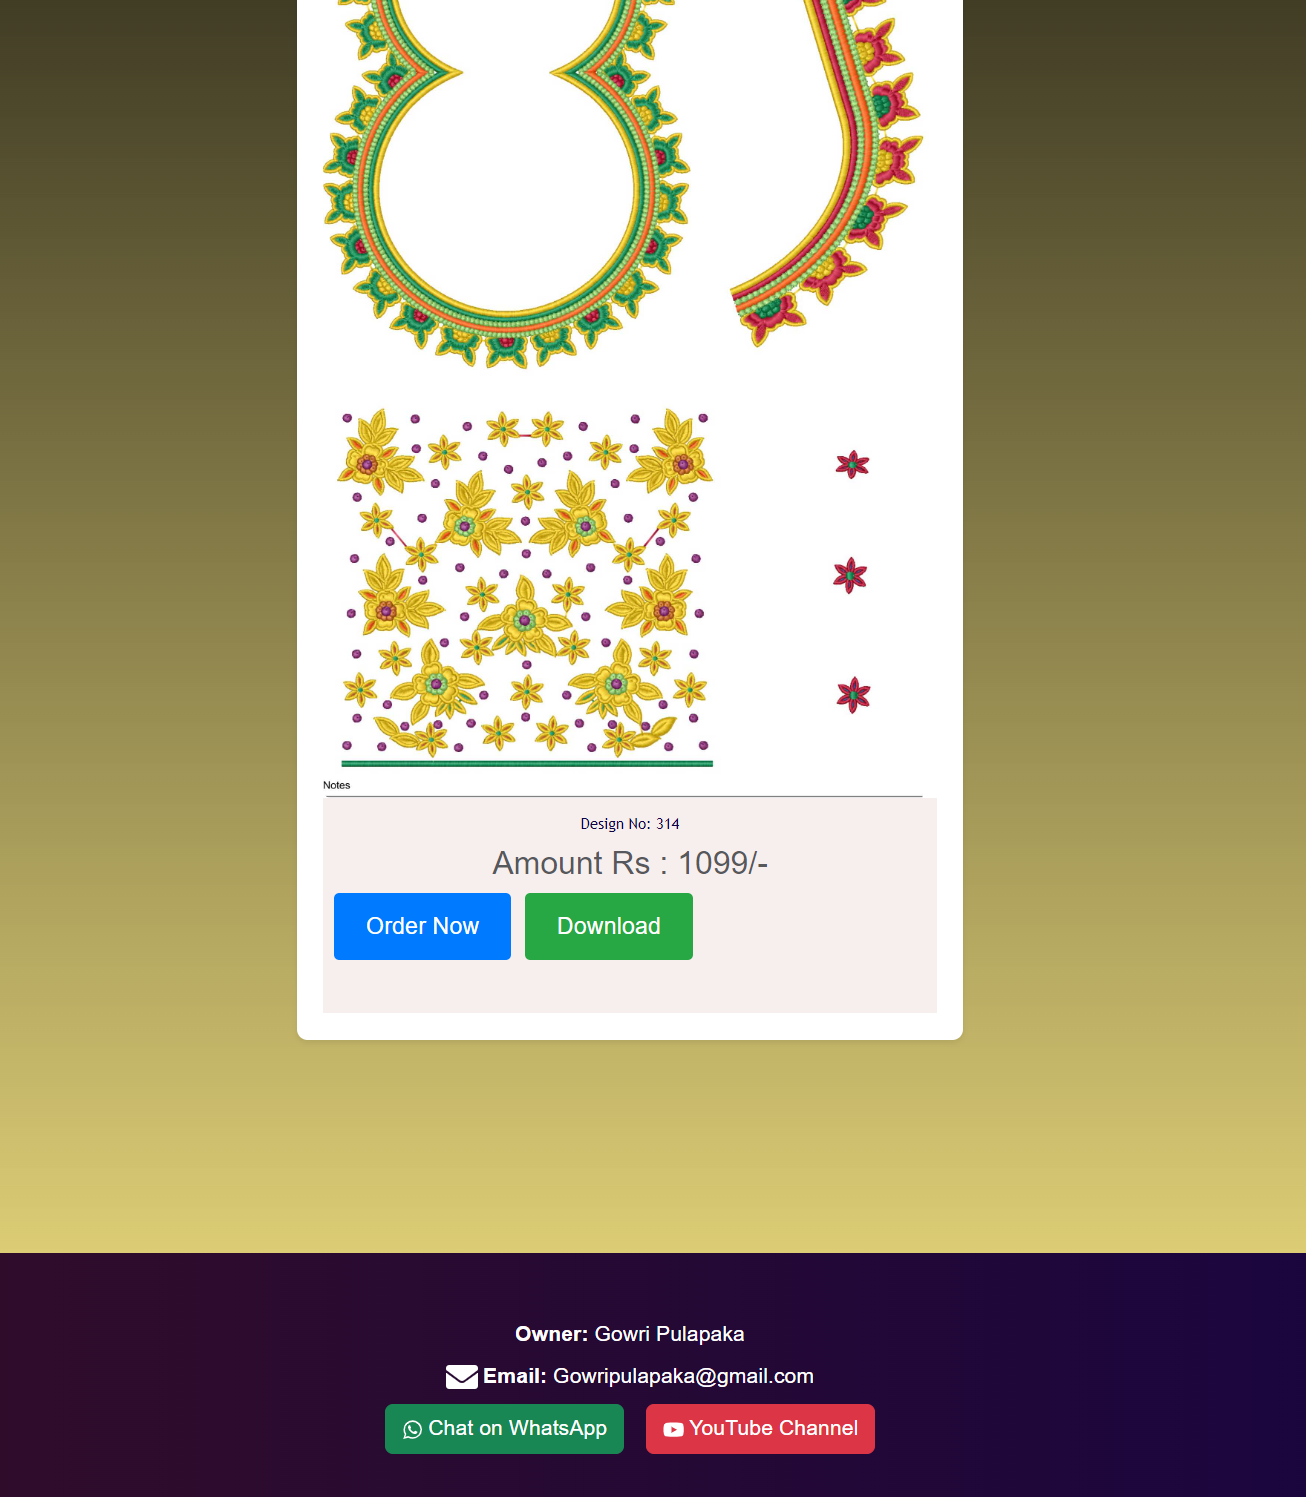 Notes
Design No: 314
Amount Rs : 1099/-
Order Now
Download
Owner: Gowri Pulapaka
Email: Gowripulapaka@gmail.com
Chat on WhatsApp
YouTube Channel